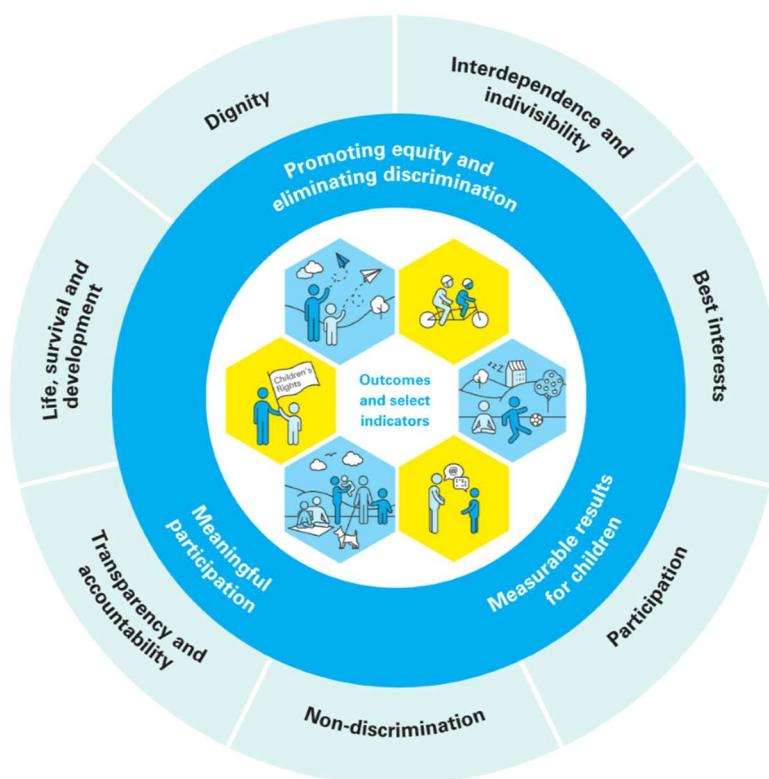 Dignity
Interdependence and
indivisibility
Best interests
Participation
Non-discrimination
Transparency and
accountability
Life, survival and
development
Promoting equity and
eliminating discrimination
Measurable results
for children
Meaningful
participation
Children's
Rights
zzZ
@
Outcomes
and select
indicators